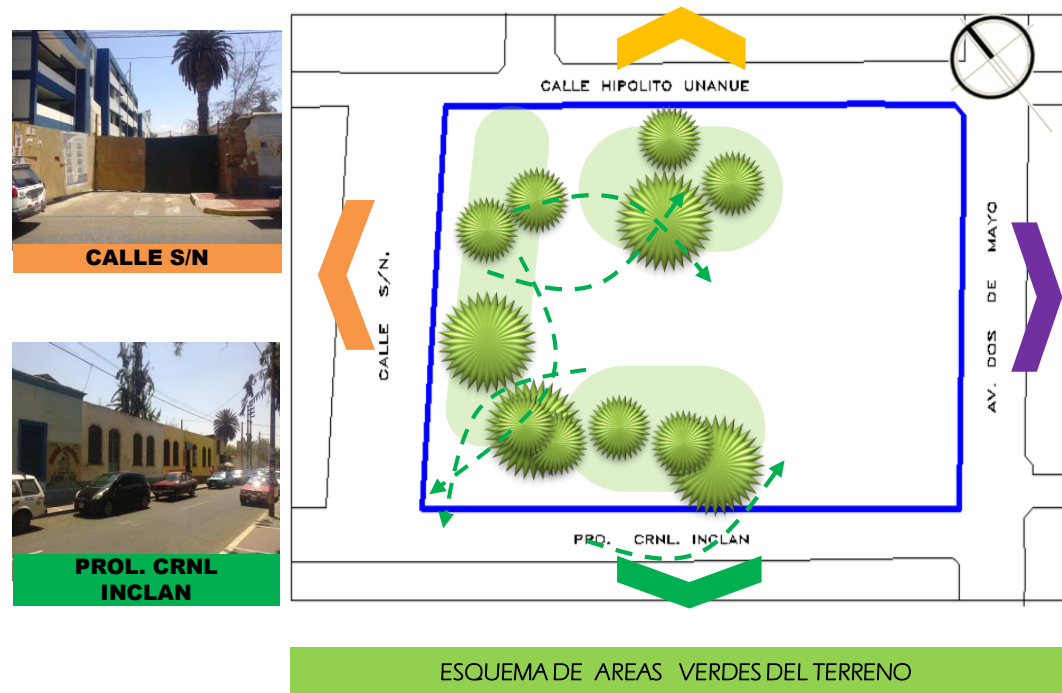 CALLE S/N
PROL. CRNL
INCLAN
CALLE HIPOLITO UNANUE
CALLE S/N.
AV. DOS DE MAYO
PRO. CRNL. INCLAN
ESQUEMA DE AREAS VERDES DEL TERRENO